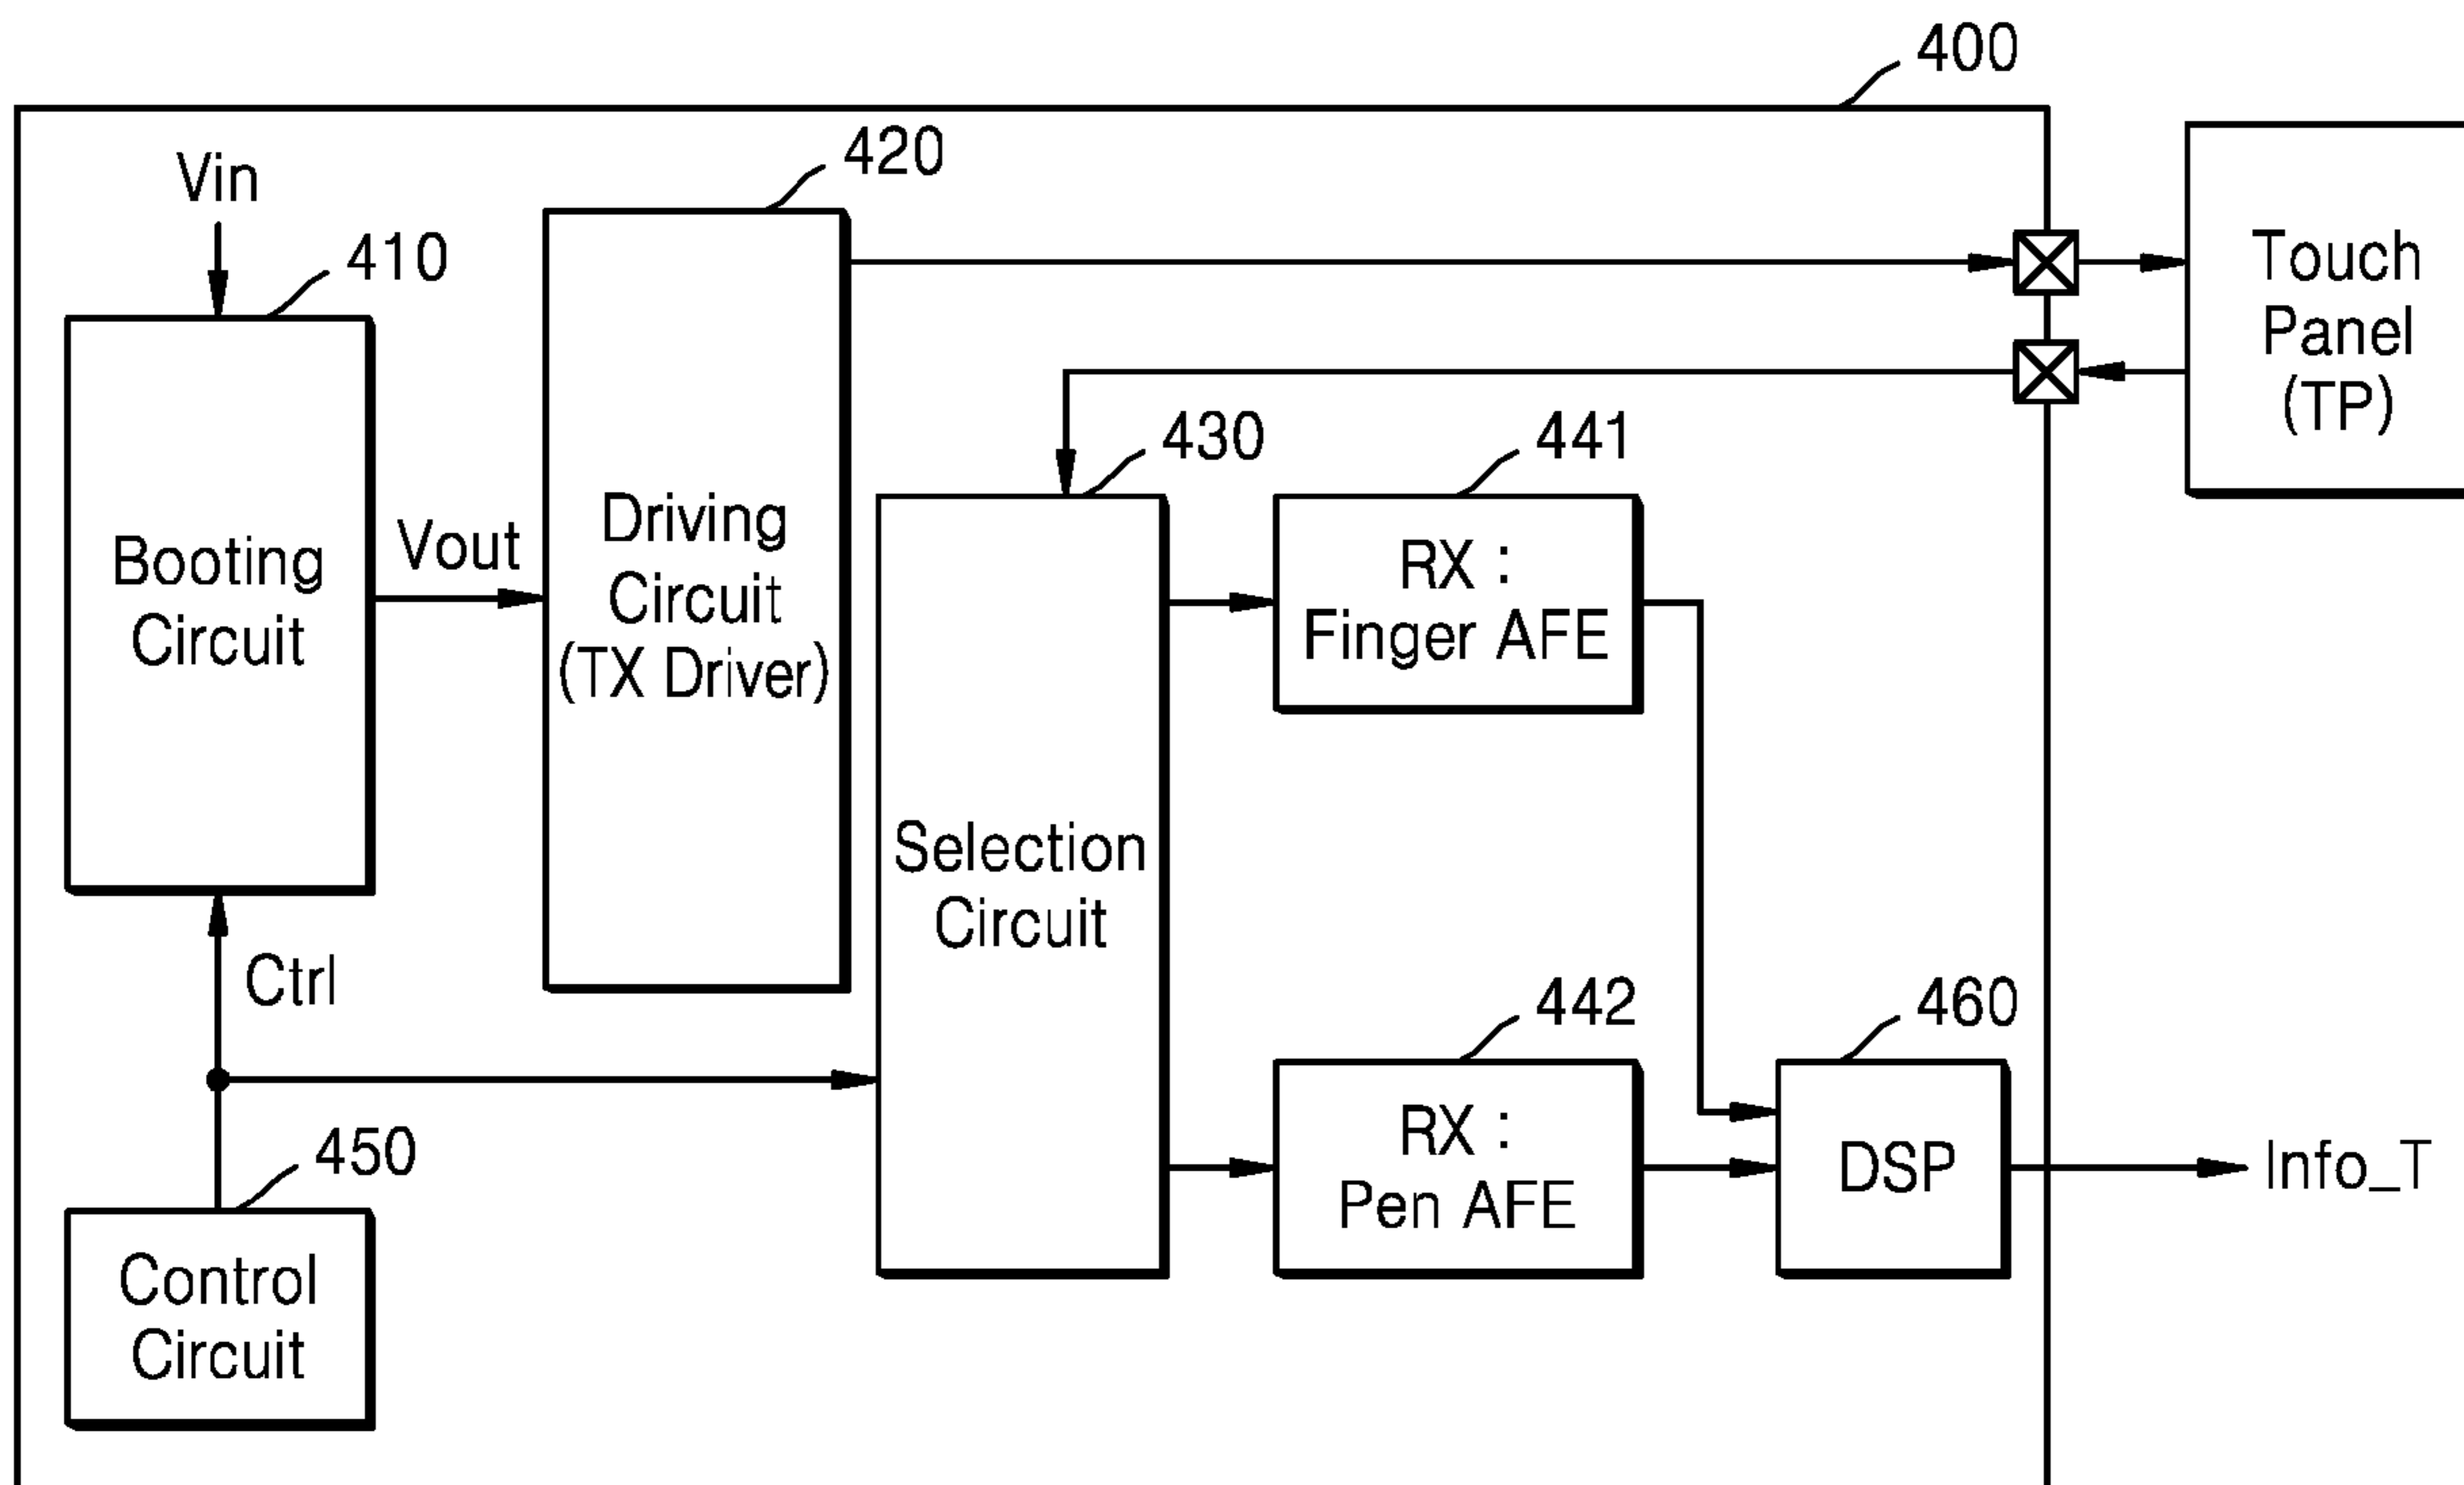 400
Vin
420
410
Touch
Panel
(TP)
Booting
Circuit
Vout
Driving
Circuit
(TX Driver)
430
441
RX :
Finger AFE
Selection
Circuit
Ctrl
442
RX :
Pen AFE
460
DSP
Info_T
450
Control
Circuit